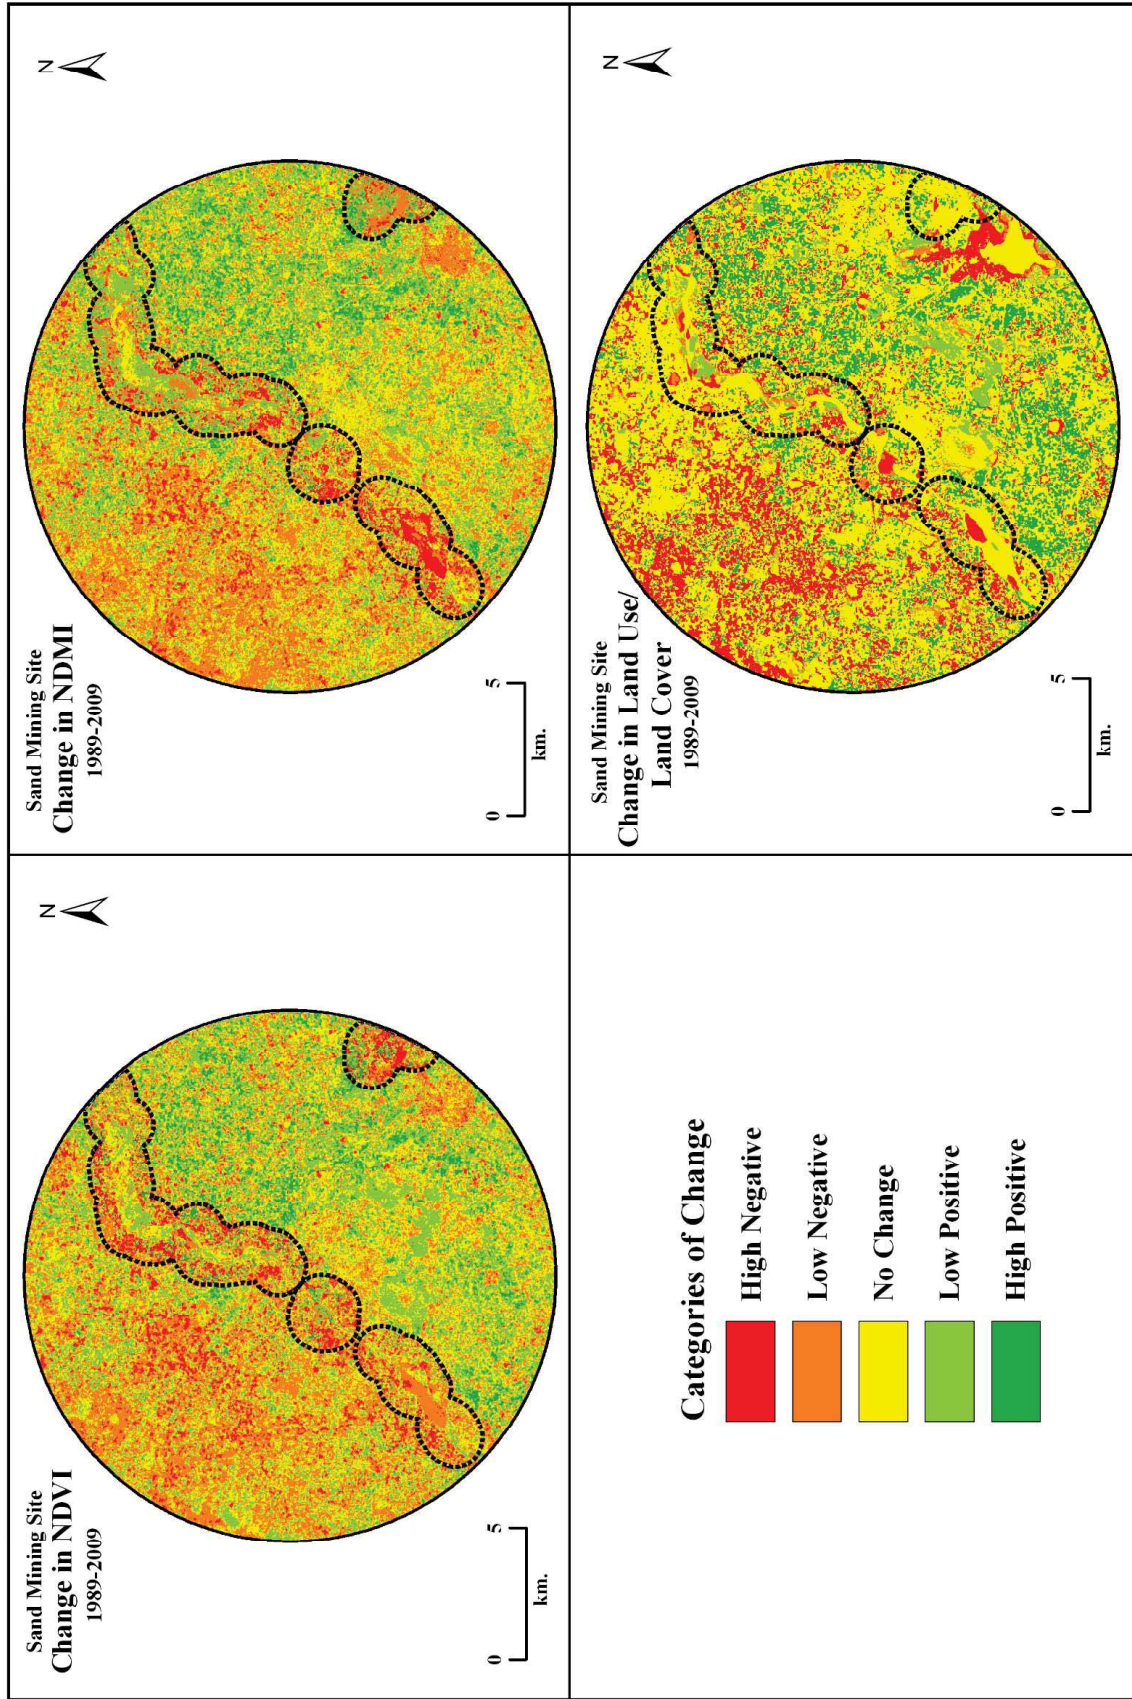 Sand Mining Site
Change in NDVI
1989-2009
N
0 5
km.
Sand Mining Site
Change in NDMI
1989-2009
N
0 5
km.
Categories of Change
High Negative
Low Negative
No Change
Low Positive
High Positive
Sand Mining Site
Change in Land Use/
Land Cover
1989-2009
N
0 5
km.